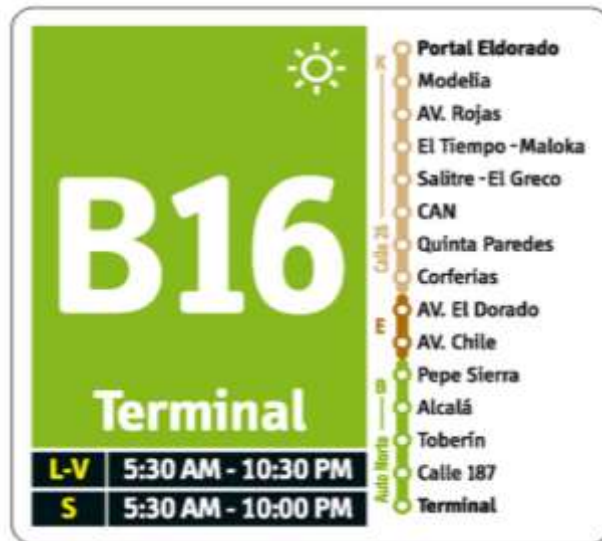 B16
Terminal
L-V 5:30 AM - 10:30 PM
S 5:30 AM - 10:00 PM
K
Calle 26
E
B
Auto Norte
Portal Eldorado
Modelia
AV. Rojas
El Tiempo - Maloka
Salitre - El Greco
CAN
Quinta Paredes
Corferias
AV. El Dorado
AV. Chile
Pepe Sierra
Alcalá
Toberín
Calle 187
Terminal